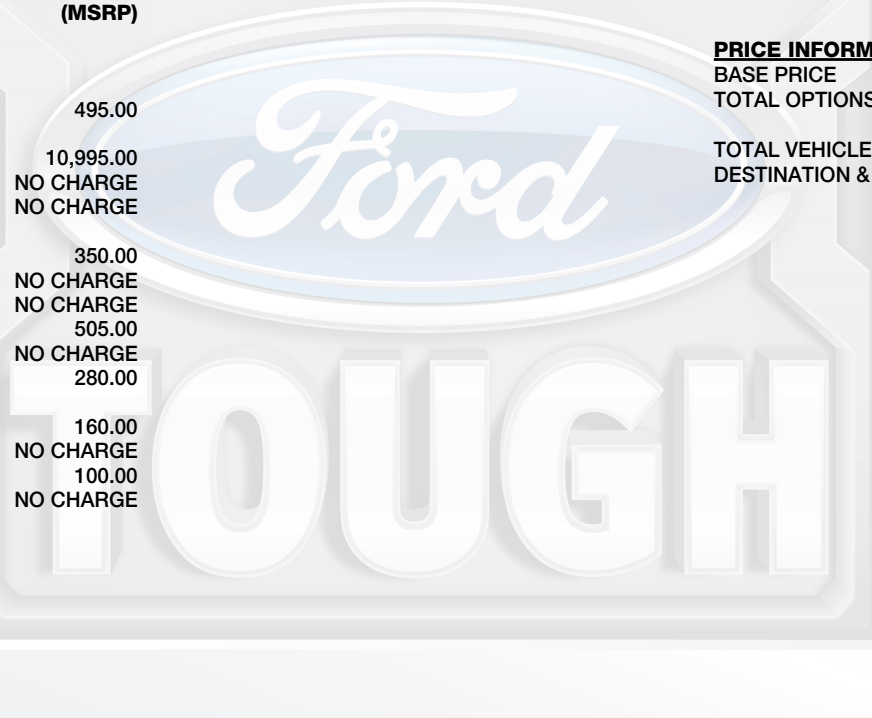 (MSRP)
495.00
10,995.00
NO CHARGE
NO CHARGE
350.00
NO CHARGE
NO CHARGE
505.00
NO CHARGE
280.00
160.00
NO CHARGE
100.00
NO CHARGE
PRICE INFORM
BASE PRICE
TOTAL OPTIONS
TOTAL VEHICLE
DESTINATION &
Ford
TOUGH